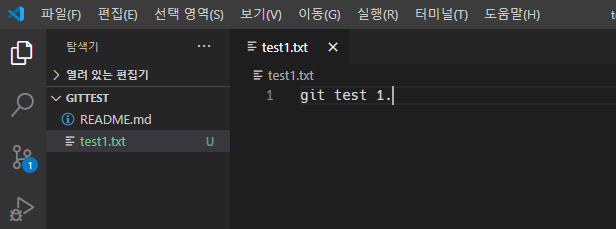 파일(F) 편집(E) 선택 영역(S) 보기(V) 이동(G) 실행(R) 터미널(T) 도움말(H)
탐색기 ···
열려 있는 편집기
GITTEST
README.md
test1.txt U
1
test1.txt ×
test1.txt
1 git test 1.